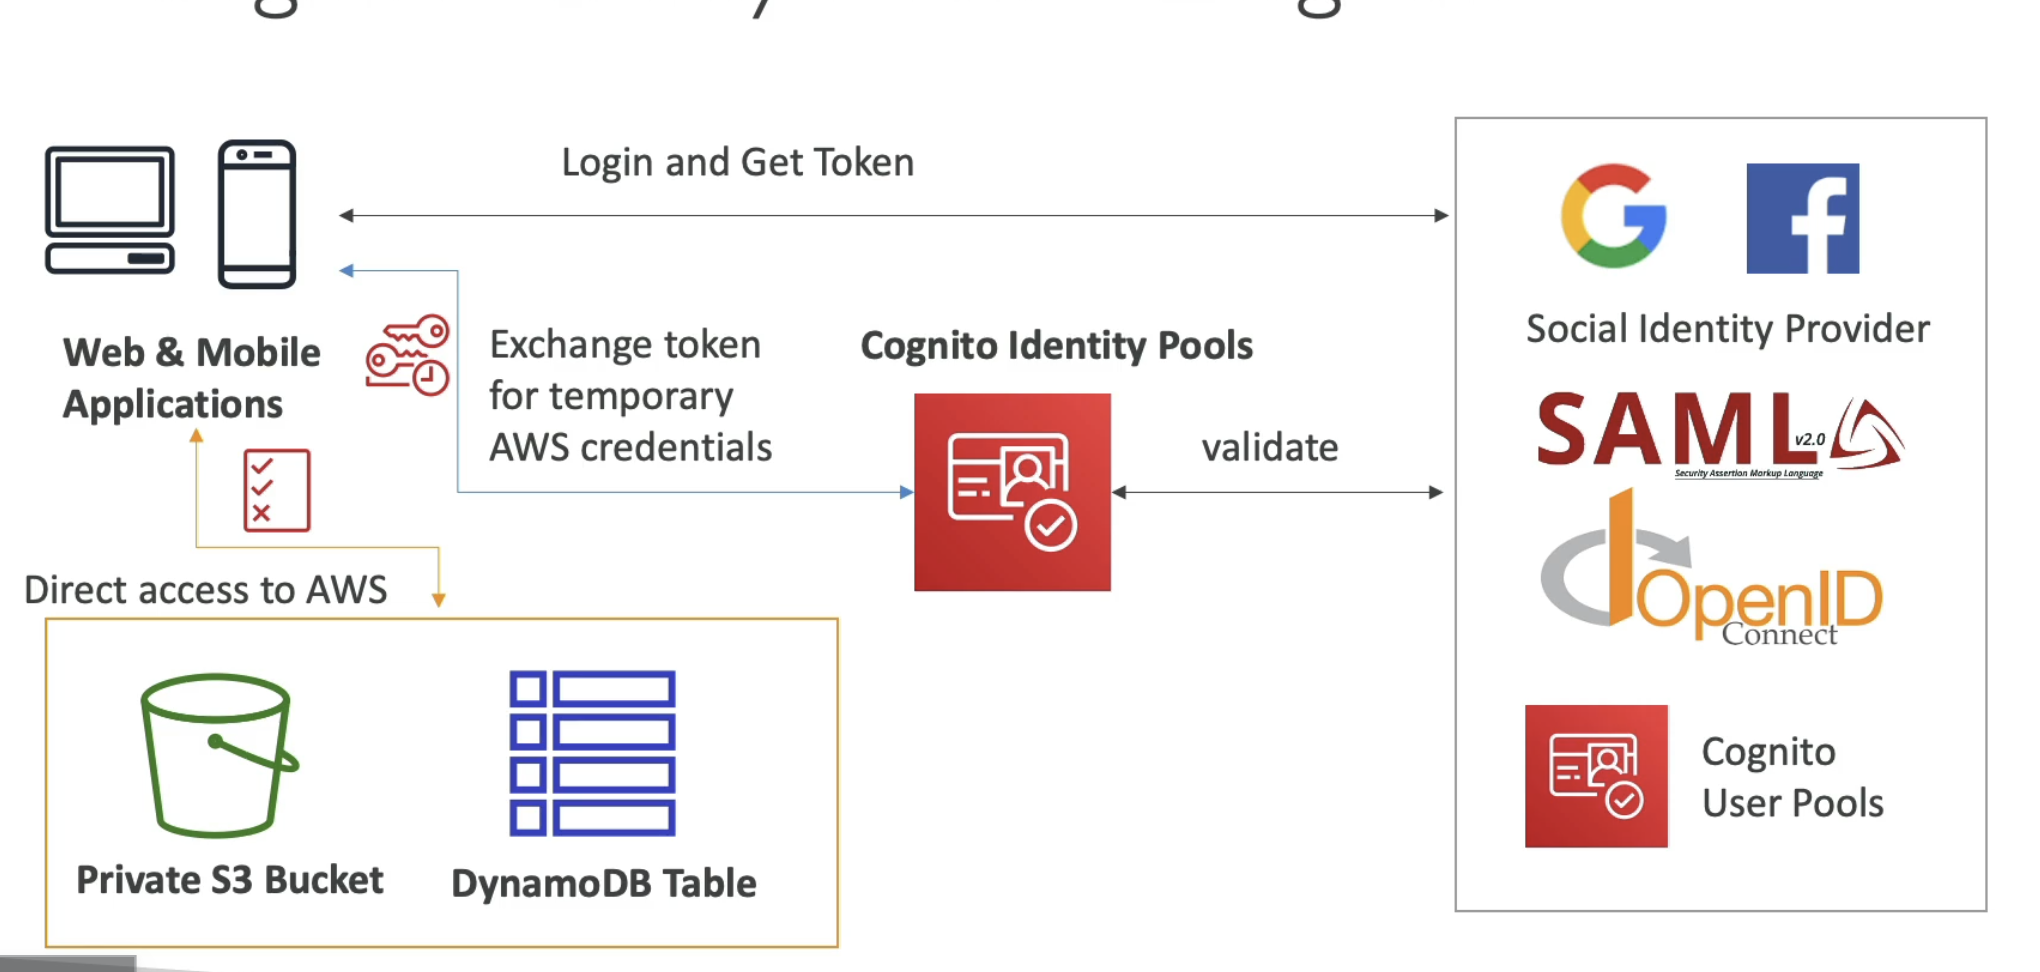 Login and Get Token
Web & Mobile
Applications
Exchange token
for temporary
AWS credentials
Cognito Identity Pools
validate
Social Identity Provider
SAML v2.0
Security Assertion Markup Language
OpenID
Connect
Cognito
User Pools
Direct access to AWS
Private S3 Bucket
DynamoDB Table